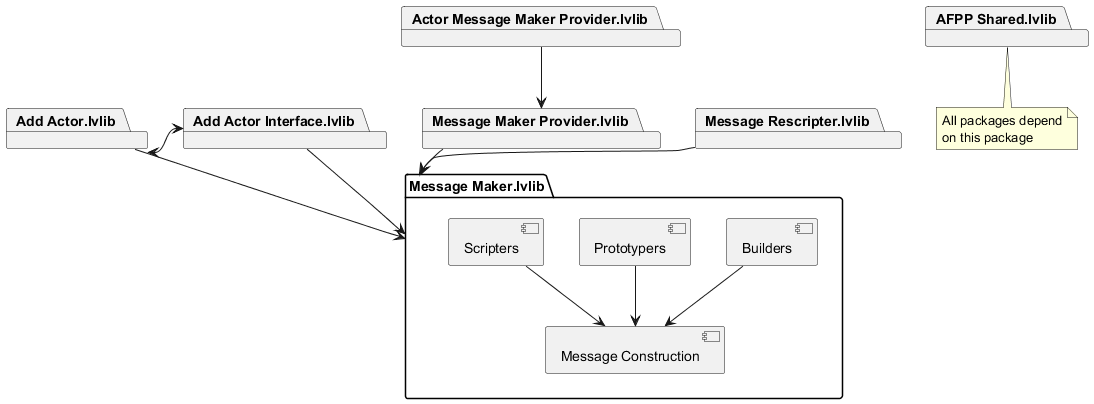 Actor Message Maker Provider.lvlib
AFPP Shared.lvlib
Add Actor.lvlib
Add Actor Interface.lvlib
Message Maker Provider.lvlib
Message Rescripter.lvlib
All packages depend
on this package
Message Maker.lvlib
Scripters
Prototypers
Builders
Message Construction